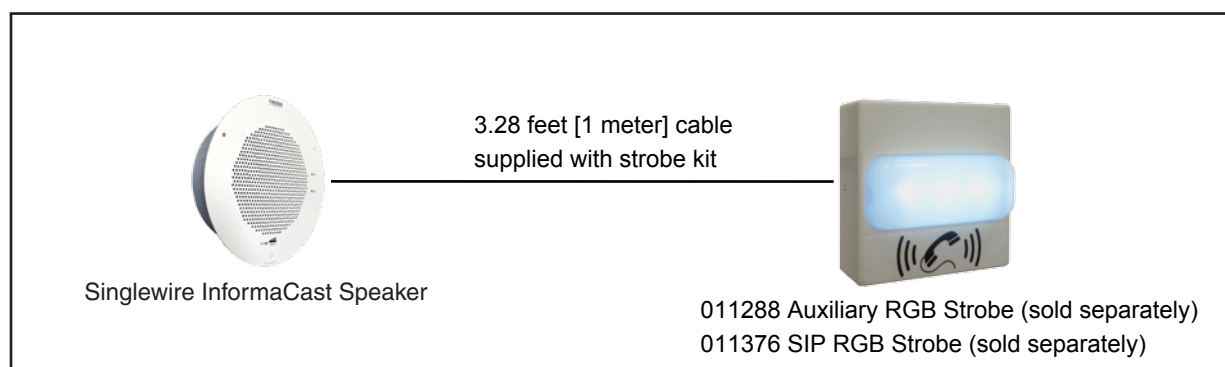 3.28 feet [1 meter] cable
supplied with strobe kit
Singlewire InformaCast Speaker
011288 Auxiliary RGB Strobe (sold separately)
011376 SIP RGB Strobe (sold separately)